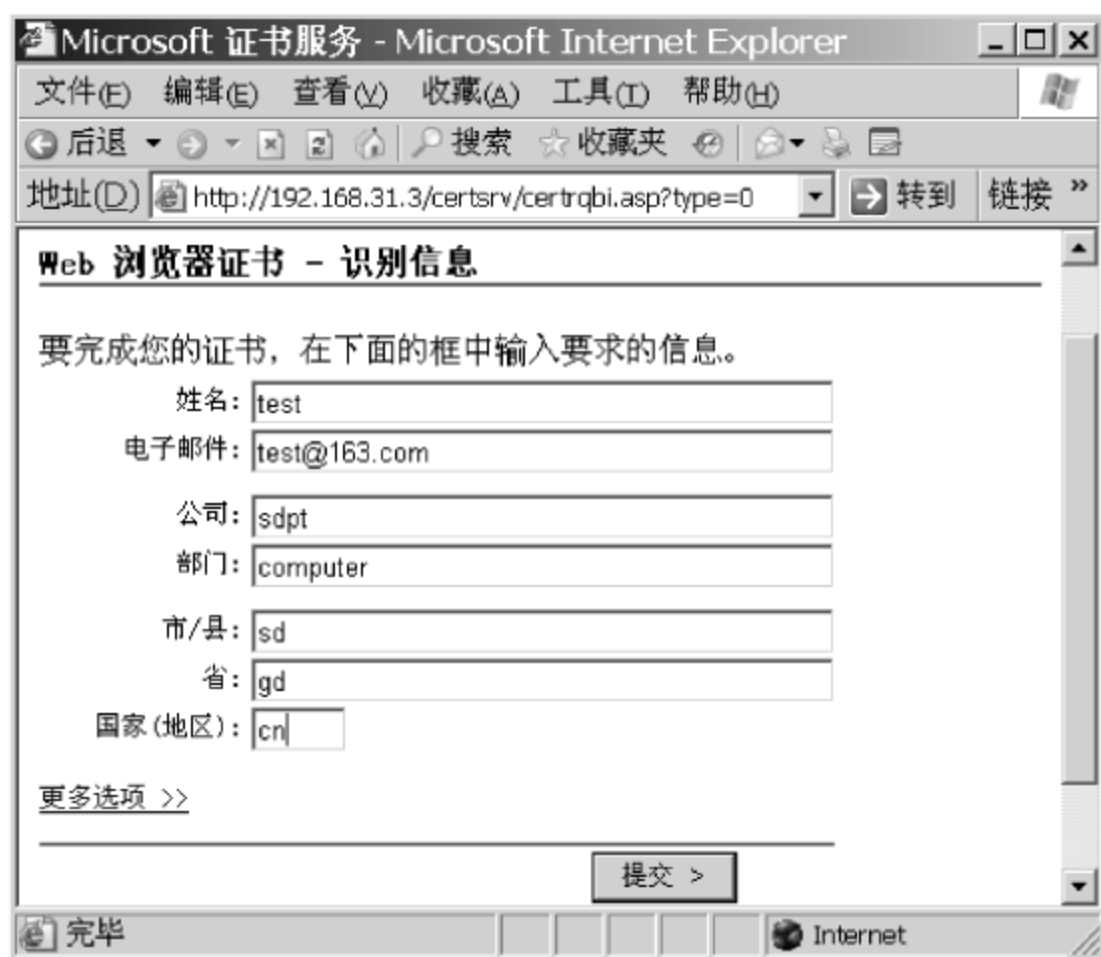 Microsoft 证书服务 - Microsoft Internet Explorer
文件(E) 编辑(E) 查看(V) 收藏(A) 工具(T) 帮助(H)
后退 搜索 收藏夹
地址(D) http://192.168.31.3/certsrv/certrqbi.asp?type=0 转到 链接 »
Web 浏览器证书 - 识别信息
要完成您的证书，在下面的框中输入要求的信息。
姓名: test
电子邮件: test@163.com
公司: sdpt
部门: computer
市/县: sd
省: gd
国家(地区): cn
更多选项 >>
提交 >
完毕 Internet